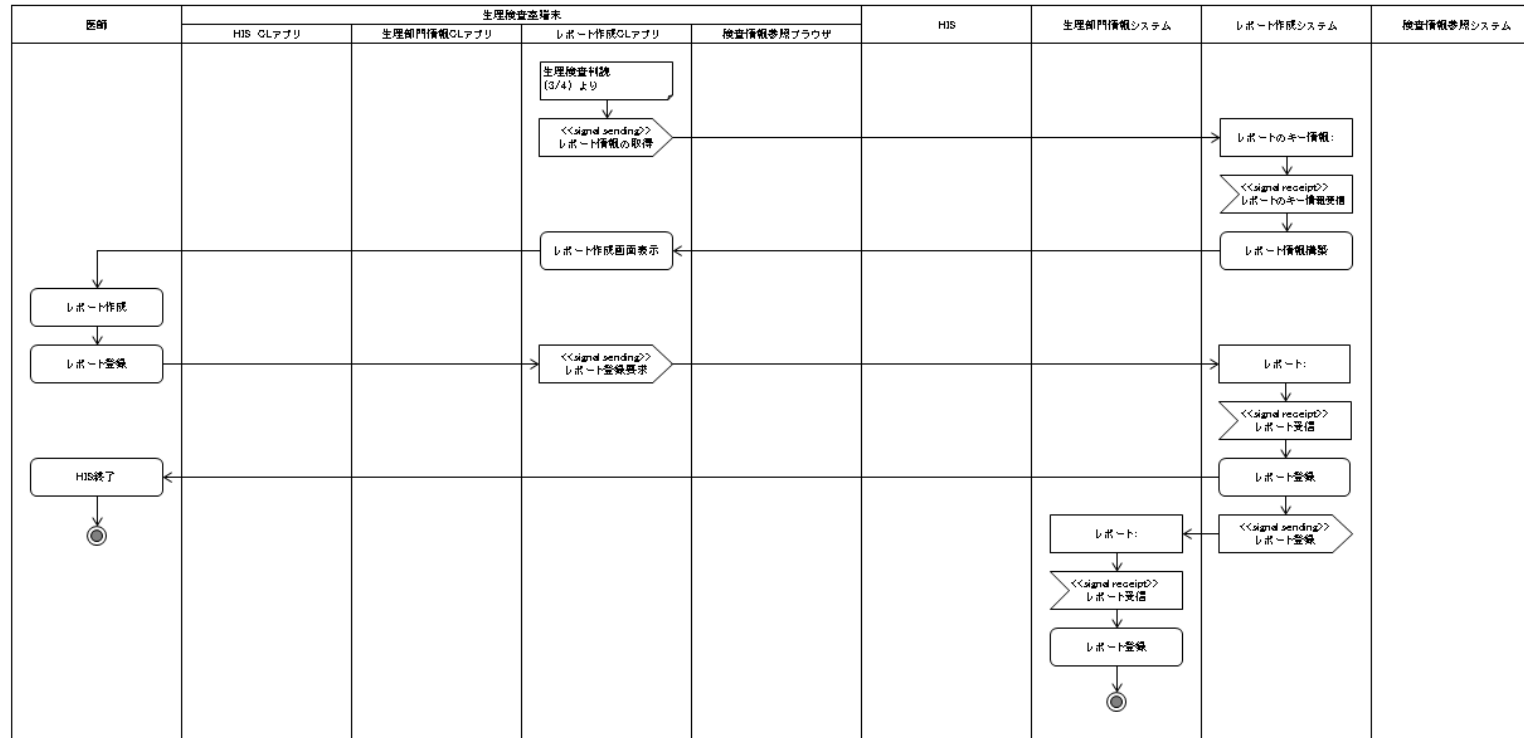 医師
生理検査室端末
HIS CLアプリ
生理部門情報CLアプリ
レポート作成CLアプリ
検査情報参照ブラウザ
HIS
生理部門情報システム
レポート作成システム
検査情報参照システム
生理検査判読
(3/4) より
<<signal sending>>
レポート情報の取得
レポートのキー情報:
<<signal receipt>>
レポートのキー情報受信
レポート作成画面表示
レポート情報構築
レポート作成
レポート登録
<<signal sending>>
レポート登録要求
レポート:
<<signal receipt>>
レポート受信
HIS終了
レポート登録
レポート:
<<signal sending>>
レポート登録
<<signal receipt>>
レポート受信
レポート登録